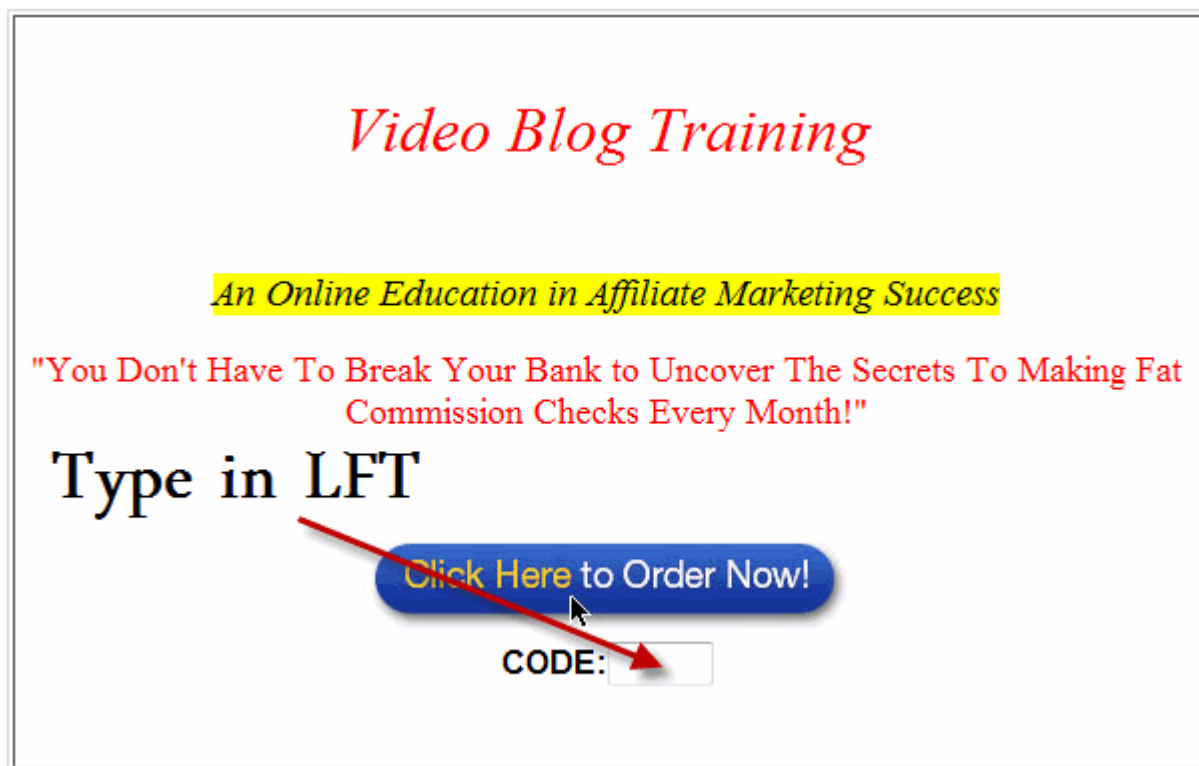 Video Blog Training
An Online Education in Affiliate Marketing Success
"You Don't Have To Break Your Bank to Uncover The Secrets To Making Fat
Commission Checks Every Month!"
Type in LFT
Click Here to Order Now!
CODE: